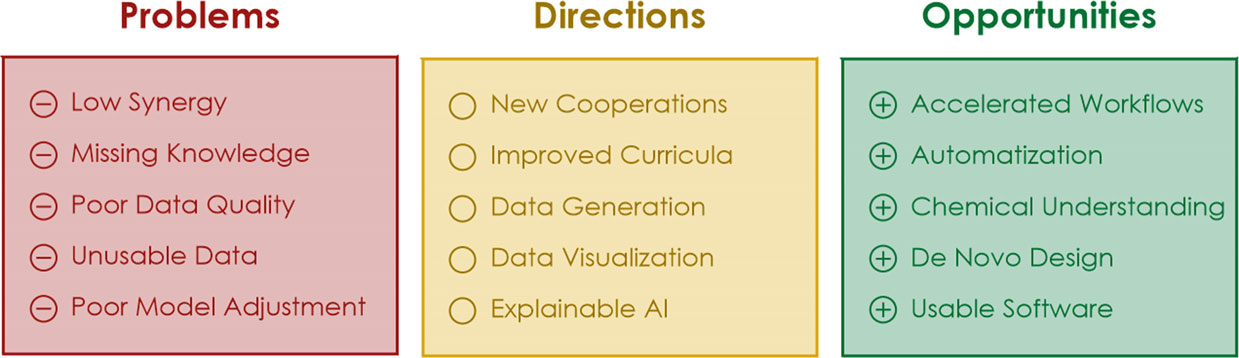 Problems
Low Synergy
Missing Knowledge
Poor Data Quality
Unusable Data
Poor Model Adjustment
Directions
New Cooperations
Improved Curricula
Data Generation
Data Visualization
Explainable AI
Opportunities
Accelerated Workflows
Automatization
Chemical Understanding
De Novo Design
Usable Software